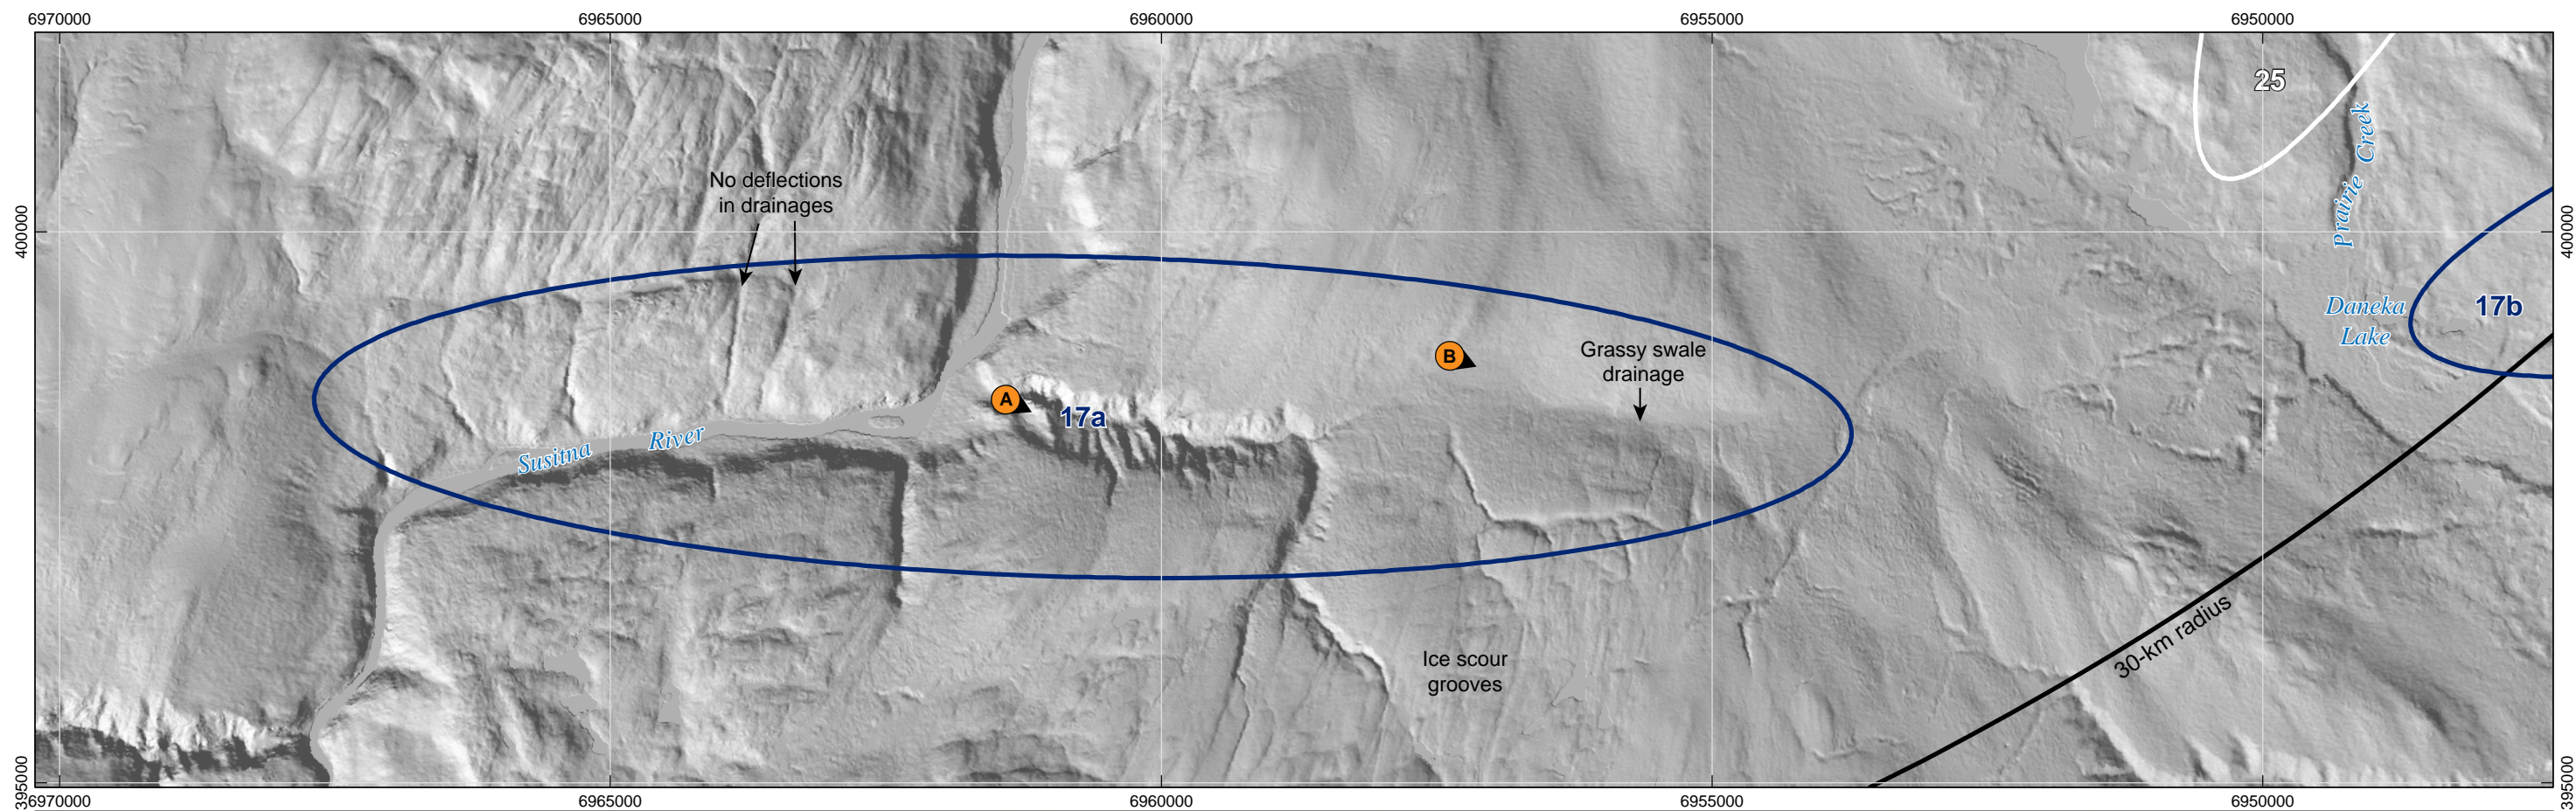 6970000
6965000
6960000
6955000
6950000
25
Prairie Creek
No deflections
in drainages
400000
400000
Daneka
Lake
17b
B
Grassy swale
drainage
A
17a
Susitna River
30-km radius
Ice scour
grooves
395000
395000
6970000
6965000
6960000
6955000
6950000